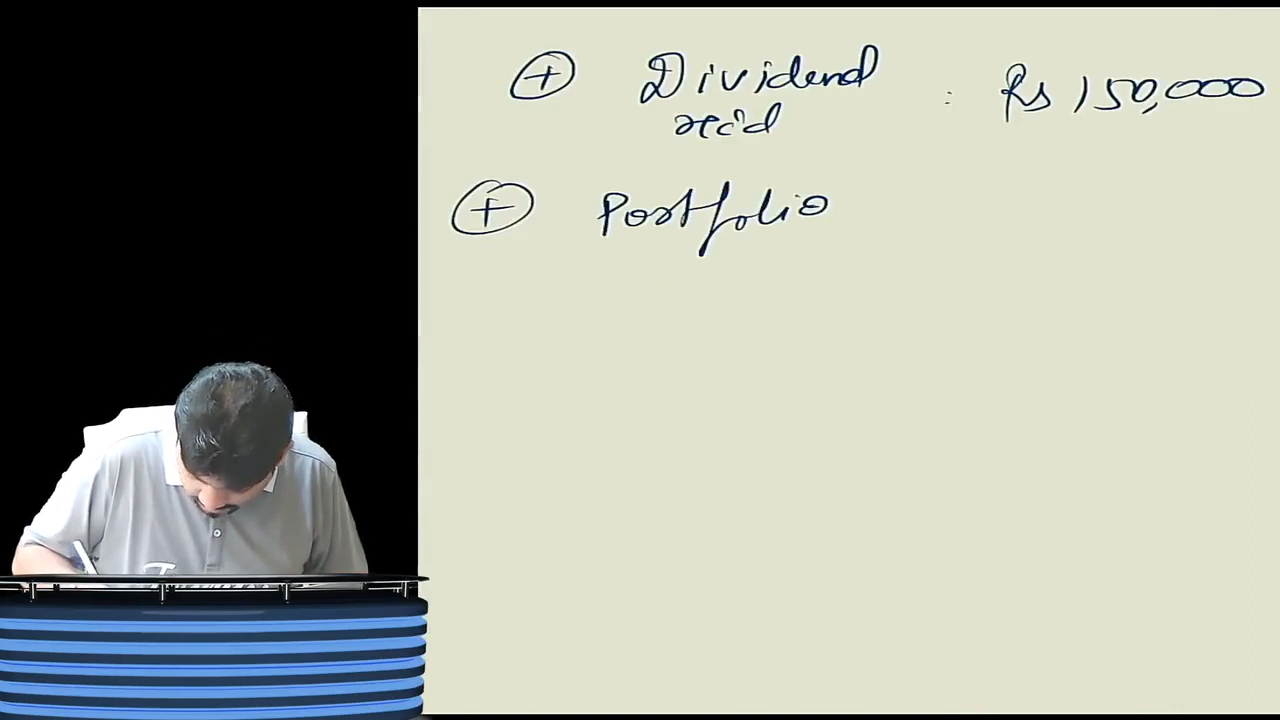 + Dividend : Rs 150,000
rec'd
+ Portfolio